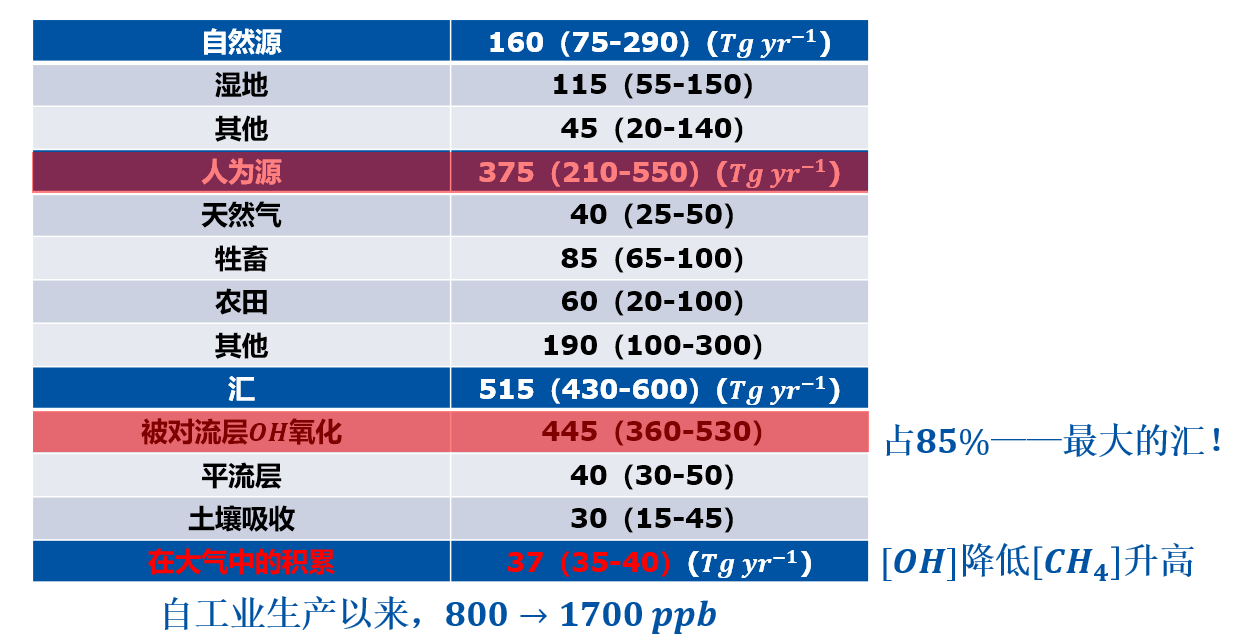 自然源 160 (75-290) (Tg yr⁻¹)
湿地 115 (55-150)
其他 45 (20-140)
人为源 375 (210-550) (Tg yr⁻¹)
天然气 40 (25-50)
牲畜 85 (65-100)
农田 60 (20-100)
其他 190 (100-300)
汇 515 (430-600) (Tg yr⁻¹)
被对流层OH氧化 445 (360-530)
占85%——最大的汇!
平流层 40 (30-50)
土壤吸收 30 (15-45)
在大气中的积累 37 (35-40) (Tg yr⁻¹)
[OH]降低[CH₄]升高
自工业生产以来，800 → 1700 ppb